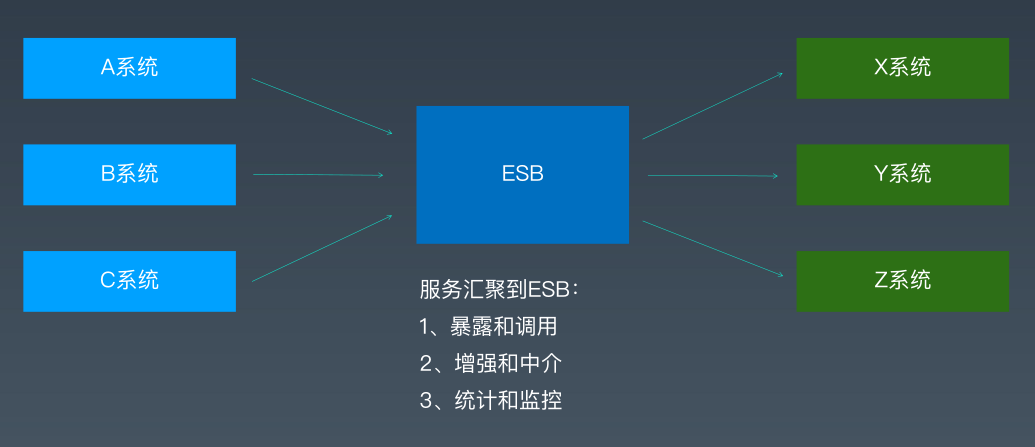 A系统
B系统
C系统
ESB
X系统
Y系统
Z系统
服务汇聚到ESB：
1、暴露和调用
2、增强和中介
3、统计和监控